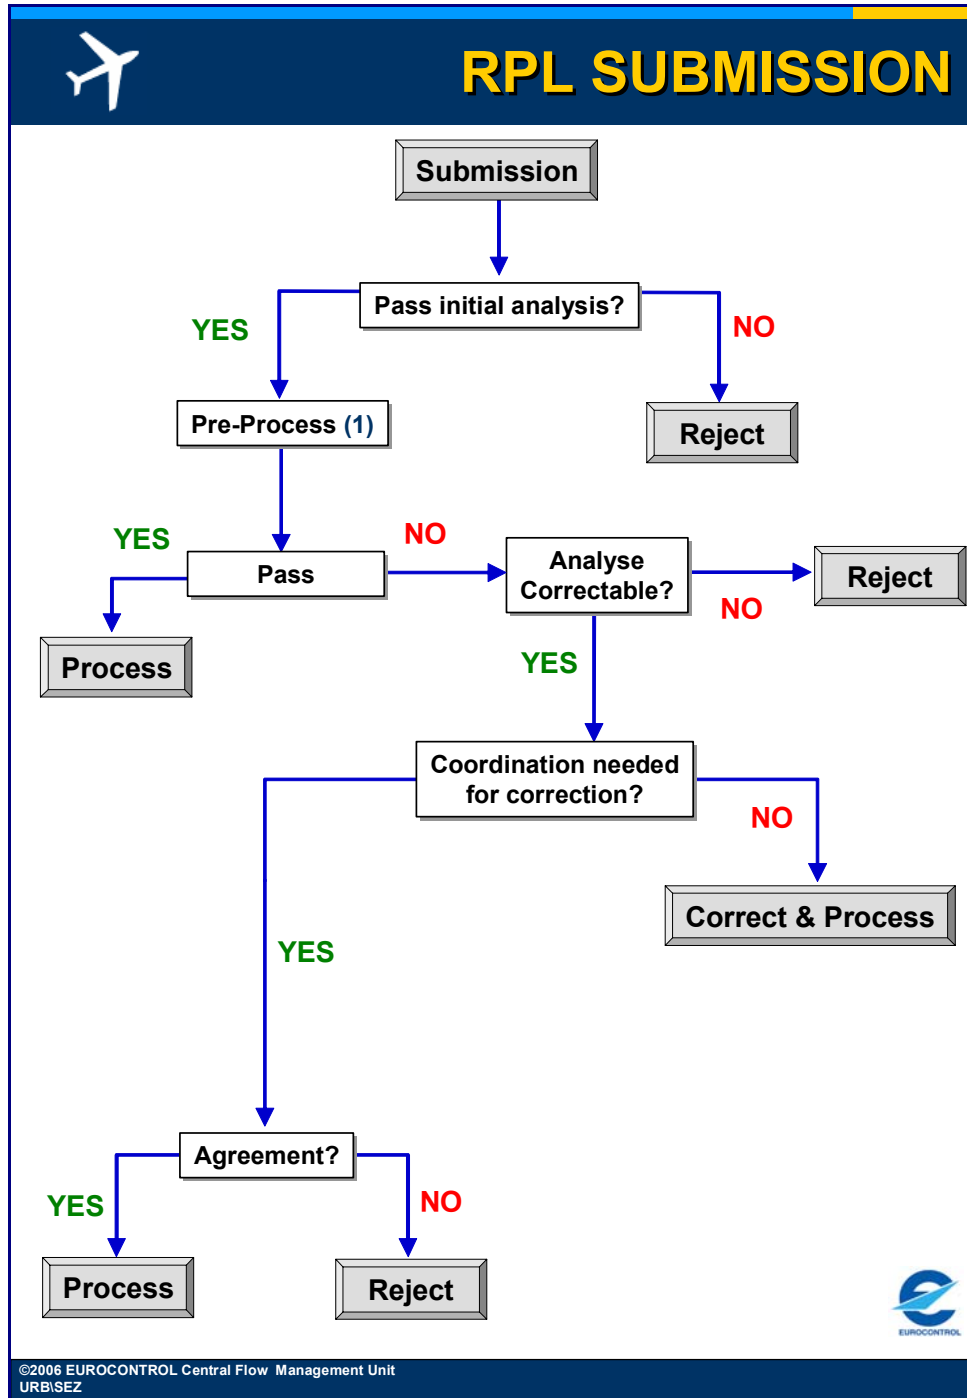 RPL SUBMISSION
Submission
Pass initial analysis?
YES
NO
Pre-Process (1)
Reject
YES
NO
Pass
Analyse
Correctable?
NO
Reject
Process
YES
Coordination needed
for correction?
NO
Correct & Process
YES
Agreement?
YES
NO
Process
Reject
EUROCONTROL
©2006 EUROCONTROL Central Flow Management Unit
URB\SEZ